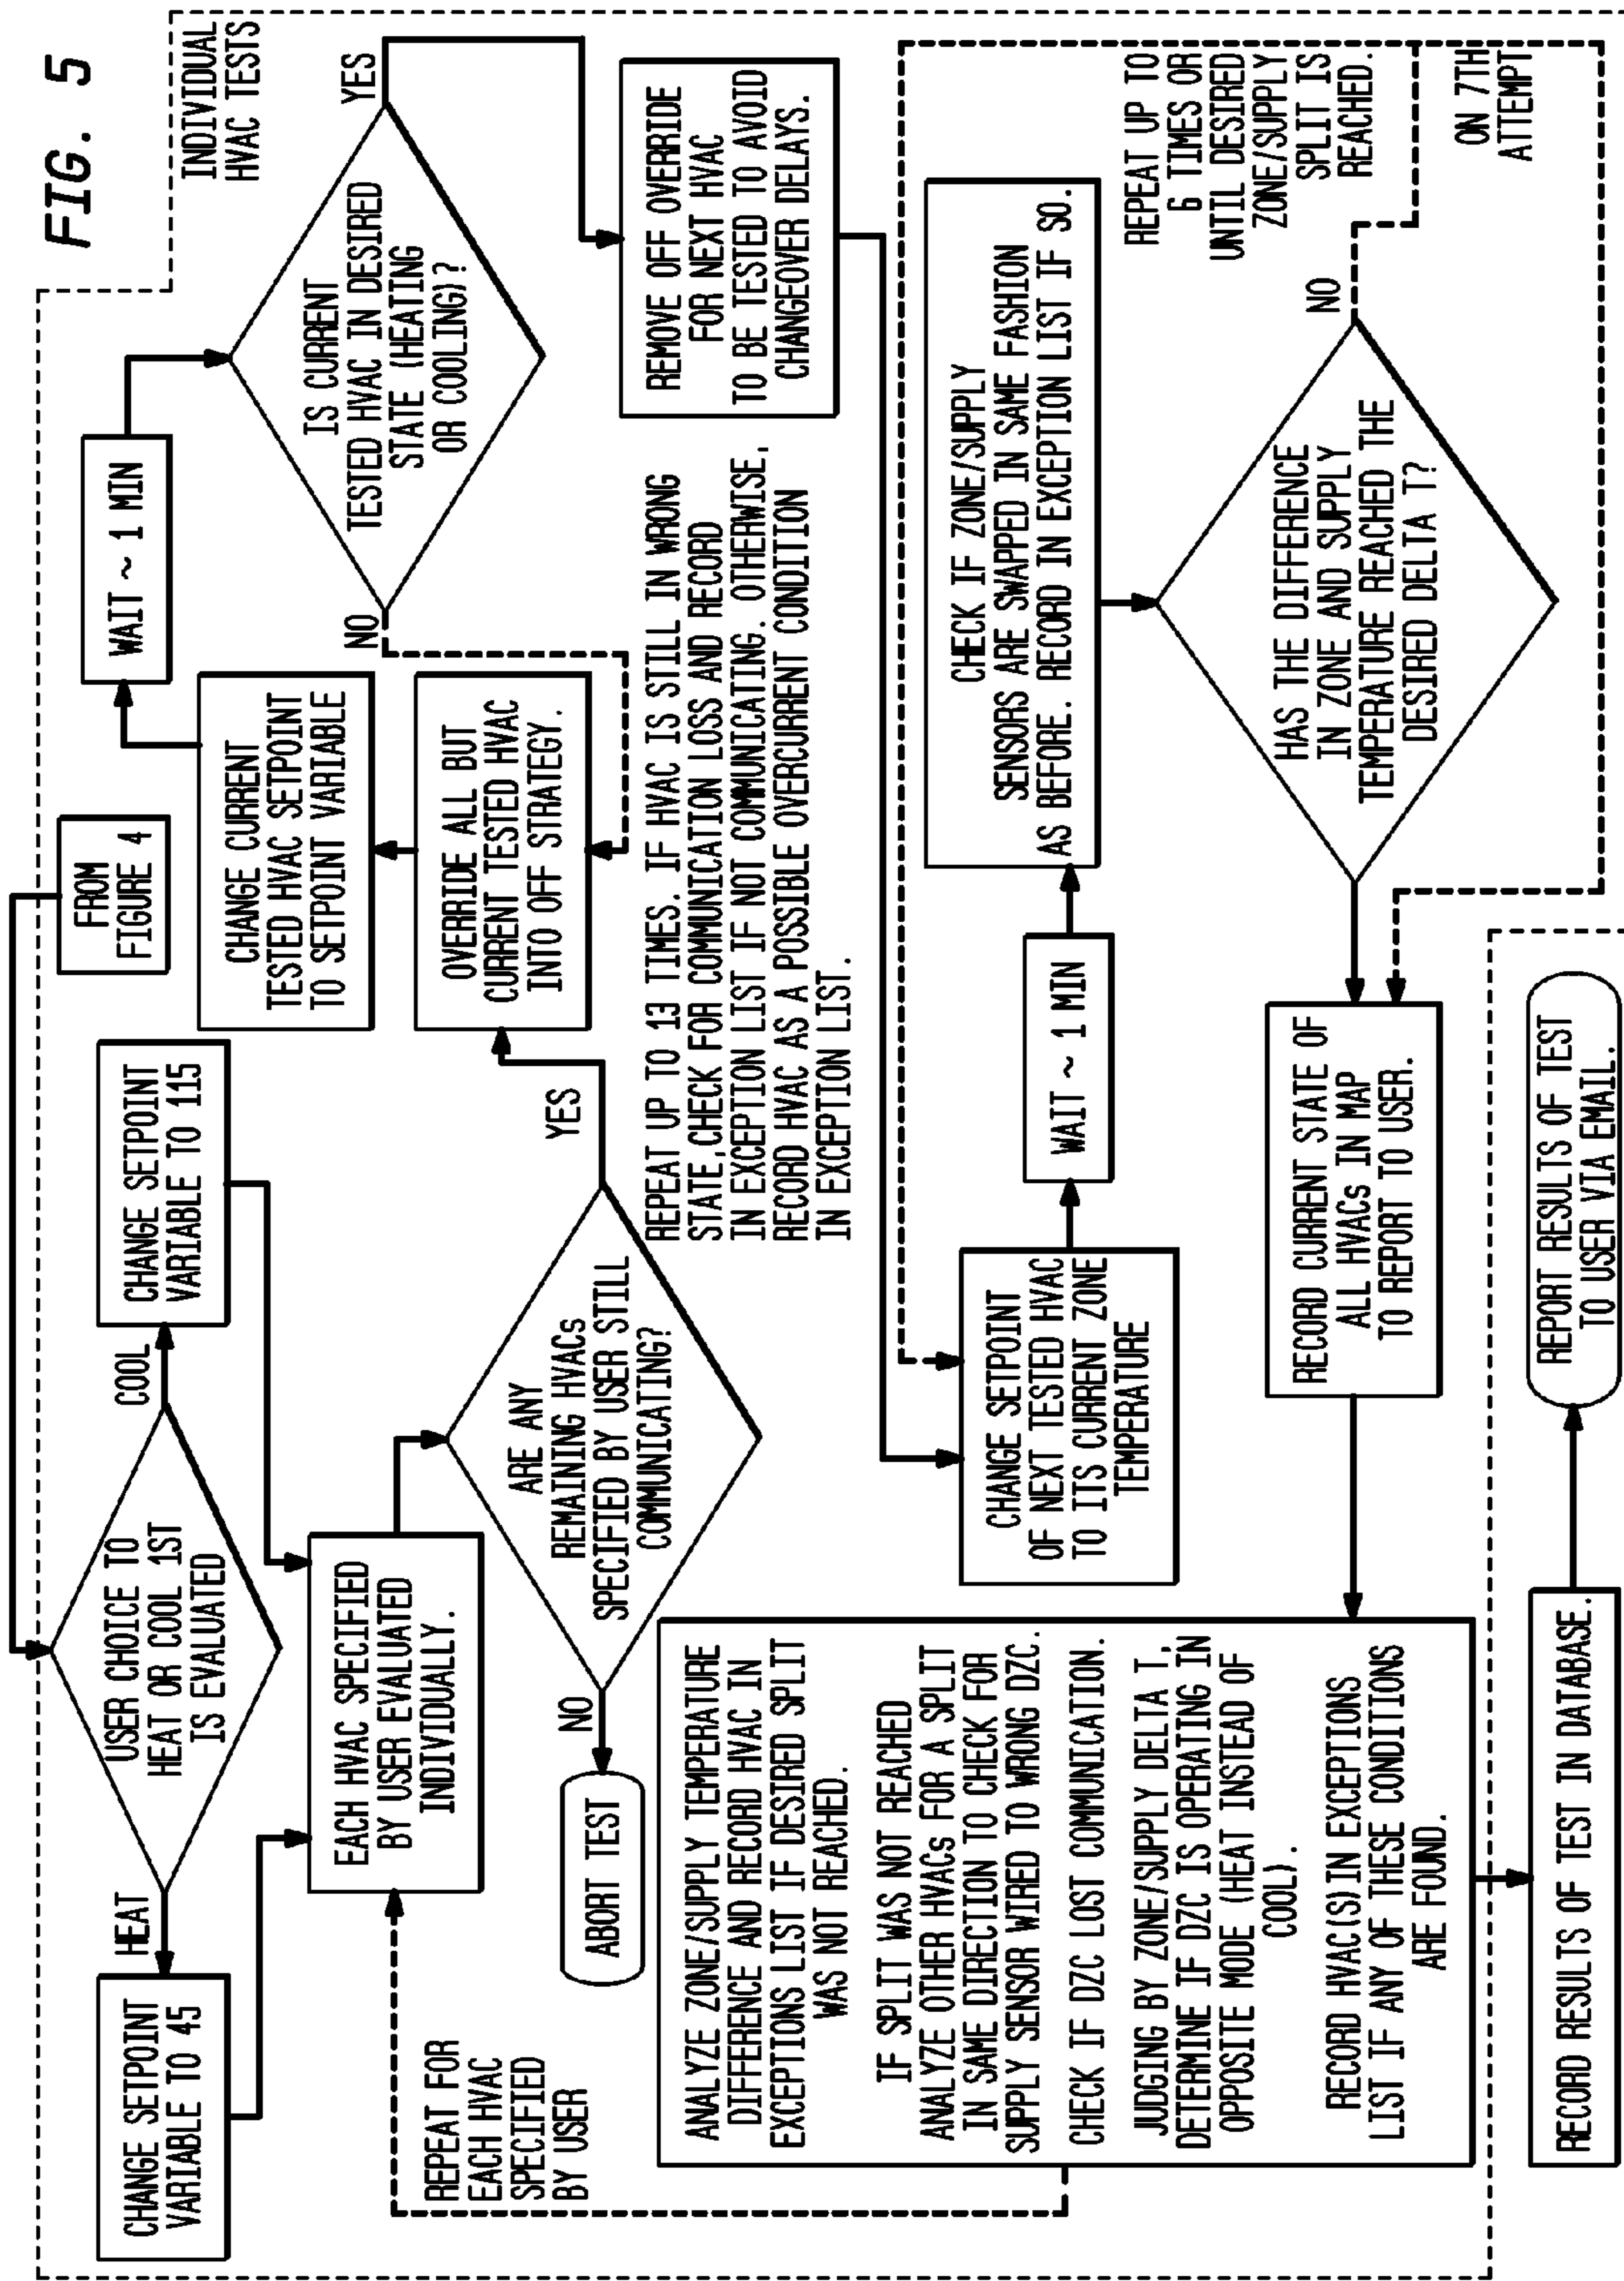 FIG. 5
INDIVIDUAL
HVAC TESTS
FROM
FIGURE 4
USER CHOICE TO
HEAT OR COOL 1ST
IS EVALUATED
HEAT
COOL
CHANGE SETPOINT
VARIABLE TO 45
CHANGE SETPOINT
VARIABLE TO 115
EACH HVAC SPECIFIED
BY USER EVALUATED
INDIVIDUALLY.
REPEAT FOR
EACH HVAC
SPECIFIED
BY USER
ARE ANY
REMAINING HVACs
SPECIFIED BY USER STILL
COMMUNICATING?
NO
ABORT TEST
YES
OVERRIDE ALL BUT
CURRENT TESTED HVAC
INTO OFF STRATEGY.
CHANGE CURRENT
TESTED HVAC SETPOINT
TO SETPOINT VARIABLE
WAIT ~ 1 MIN
IS CURRENT
TESTED HVAC IN DESIRED
STATE (HEATING
OR COOLING)?
NO
YES
REPEAT UP TO 13 TIMES. IF HVAC IS STILL IN WRONG
STATE,CHECK FOR COMMUNICATION LOSS AND RECORD
IN EXCEPTION LIST IF NOT COMMUNICATING. OTHERWISE,
RECORD HVAC AS A POSSIBLE OVERCURRENT CONDITION
IN EXCEPTION LIST.
REMOVE OFF OVERRIDE
FOR NEXT HVAC
TO BE TESTED TO AVOID
CHANGEOVER DELAYS.
CHANGE SETPOINT
OF NEXT TESTED HVAC
TO ITS CURRENT ZONE
TEMPERATURE
WAIT ~ 1 MIN
CHECK IF ZONE/SUPPLY
SENSORS ARE SWAPPED IN SAME FASHION
AS BEFORE. RECORD IN EXCEPTION LIST IF SO.
HAS THE DIFFERENCE
IN ZONE AND SUPPLY
TEMPERATURE REACHED THE
DESIRED DELTA T?
NO
REPEAT UP TO
6 TIMES OR
UNTIL DESIRED
ZONE/SUPPLY
SPLIT IS
REACHED.
ON 7TH
ATTEMPT
RECORD CURRENT STATE OF
ALL HVACs IN MAP
TO REPORT TO USER.
ANALYZE ZONE/SUPPLY TEMPERATURE
DIFFERENCE AND RECORD HVAC IN
EXCEPTIONS LIST IF DESIRED SPLIT
WAS NOT REACHED.
IF SPLIT WAS NOT REACHED
ANALYZE OTHER HVACs FOR A SPLIT
IN SAME DIRECTION TO CHECK FOR
SUPPLY SENSOR WIRED TO WRONG DZC.
CHECK IF DZC LOST COMMUNICATION.
JUDGING BY ZONE/SUPPLY DELTA T,
DETERMINE IF DZC IS OPERATING IN
OPPOSITE MODE (HEAT INSTEAD OF
COOL).
RECORD HVAC(S)IN EXCEPTIONS
LIST IF ANY OF THESE CONDITIONS
ARE FOUND.
RECORD RESULTS OF TEST IN DATABASE.
REPORT RESULTS OF TEST
TO USER VIA EMAIL.